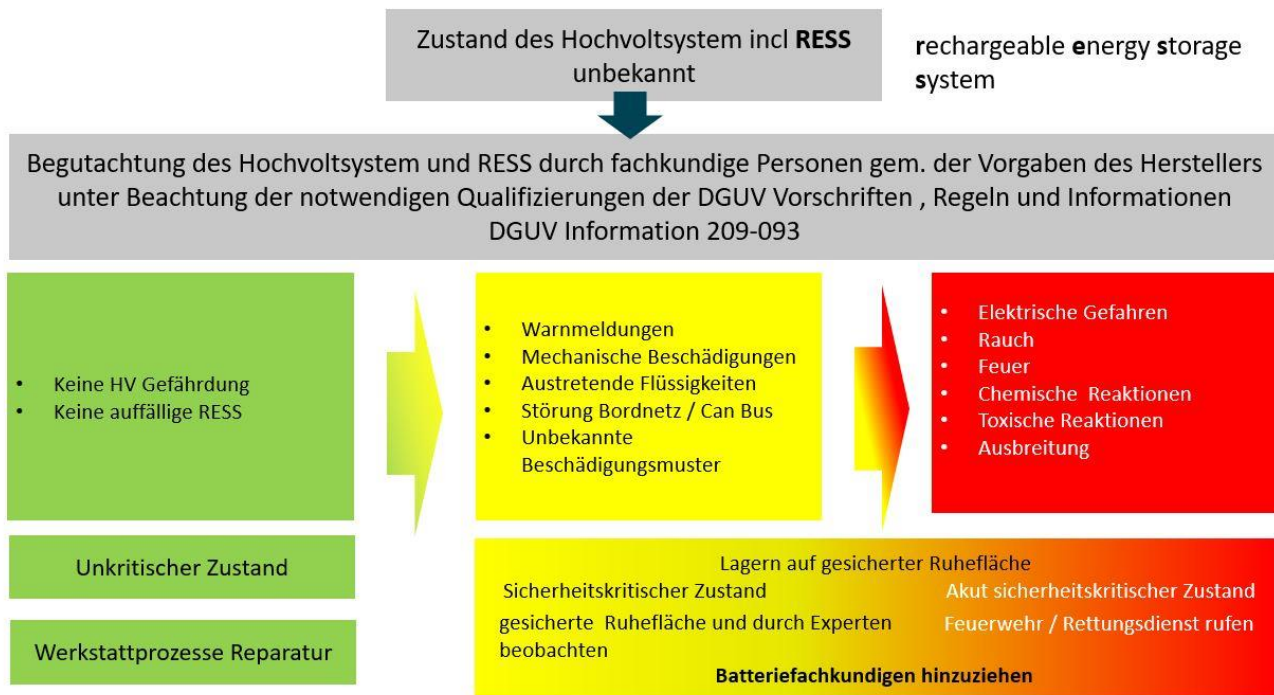 Zustand des Hochvoltsystem incl RESS
unbekannt
rechargeable energy storage
system
Begutachtung des Hochvoltsystem und RESS durch fachkundige Personen gem. der Vorgaben des Herstellers
unter Beachtung der notwendigen Qualifizierungen der DGUV Vorschriften , Regeln und Informationen
DGUV Information 209-093
• Keine HV Gefährdung
• Keine auffällige RESS
• Warnmeldungen
• Mechanische Beschädigungen
• Austretende Flüssigkeiten
• Störung Bordnetz / Can Bus
• Unbekannte
Beschädigungsmuster
• Elektrische Gefahren
• Rauch
• Feuer
• Chemische Reaktionen
• Toxische Reaktionen
• Ausbreitung
Unkritischer Zustand
Werkstattprozesse Reparatur
Lagern auf gesicherter Ruhefläche
Sicherheitskritischer Zustand
Akut sicherheitskritischer Zustand
gesicherte Ruhefläche und durch Experten
beobachten
Feuerwehr / Rettungsdienst rufen
Batteriefachkundigen hinzuziehen